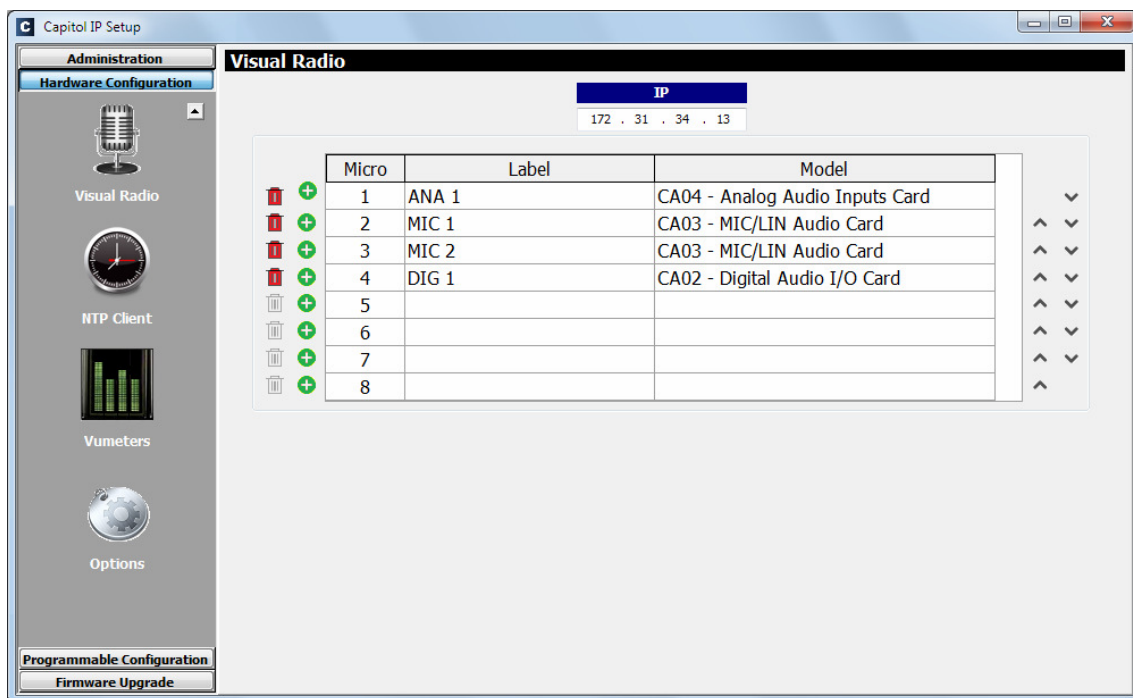 Capitol IP Setup
Administration
Hardware Configuration
Visual Radio
NTP Client
Vumeters
Options
Programmable Configuration
Firmware Upgrade
Visual Radio
IP
172 . 31 . 34 . 13
Micro Label Model
1 ANA 1 CA04 - Analog Audio Inputs Card
2 MIC 1 CA03 - MIC/LIN Audio Card
3 MIC 2 CA03 - MIC/LIN Audio Card
4 DIG 1 CA02 - Digital Audio I/O Card
5
6
7
8